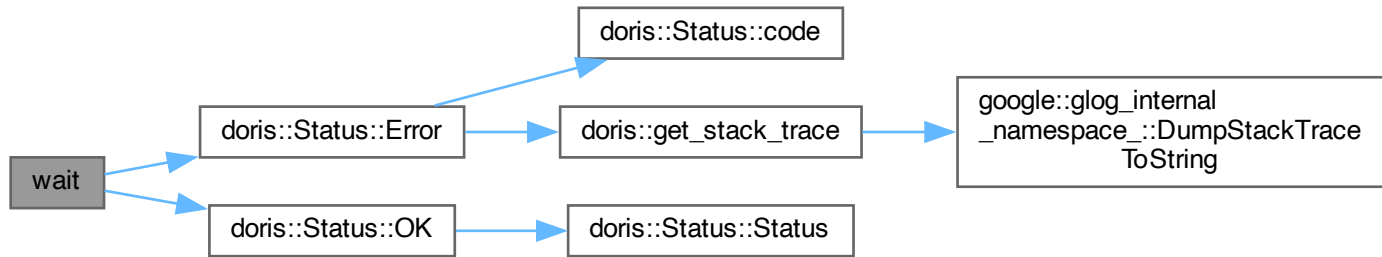 wait
doris::Status::Error
doris::Status::OK
doris::Status::code
doris::get_stack_trace
doris::Status::Status
google::glog_internal
_namespace_::DumpStackTrace
ToString